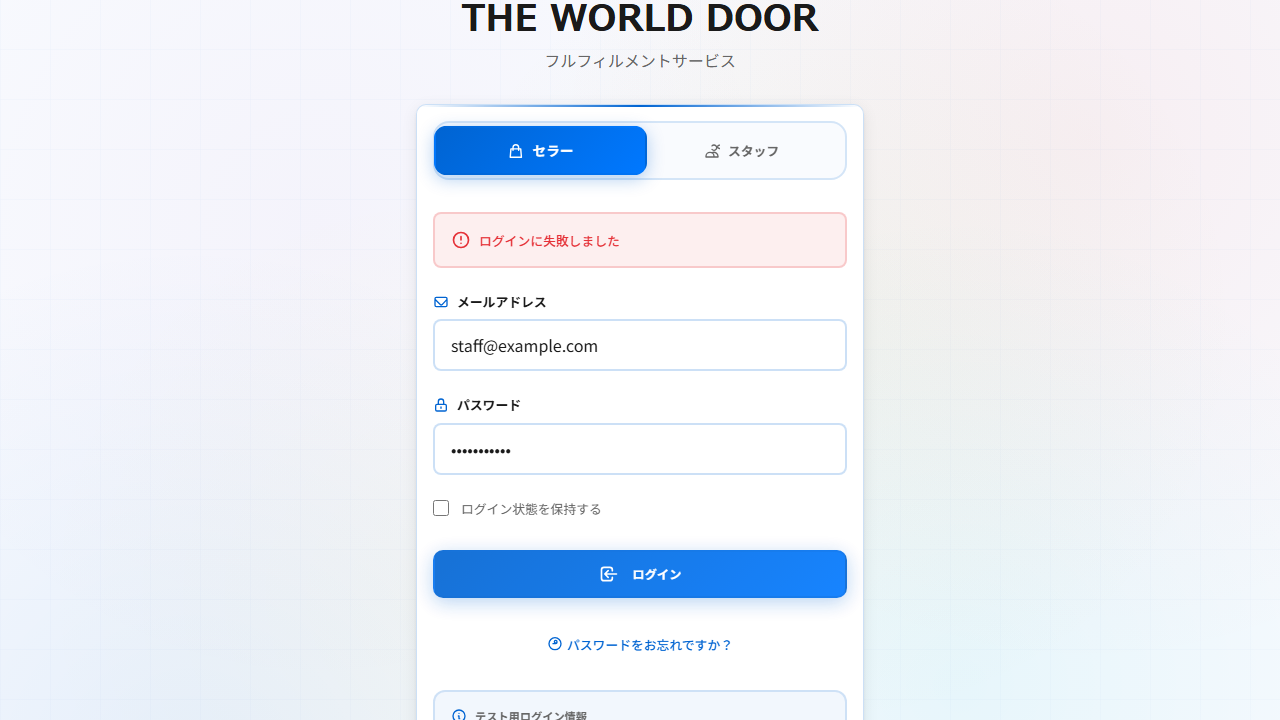 THE WORLD DOOR
フルフィルメントサービス
セラー
スタッフ
ログインに失敗しました
メールアドレス
staff@example.com
パスワード
•••••••••••
ログイン状態を保持する
ログイン
パスワードをお忘れですか？
テスト用ログイン情報